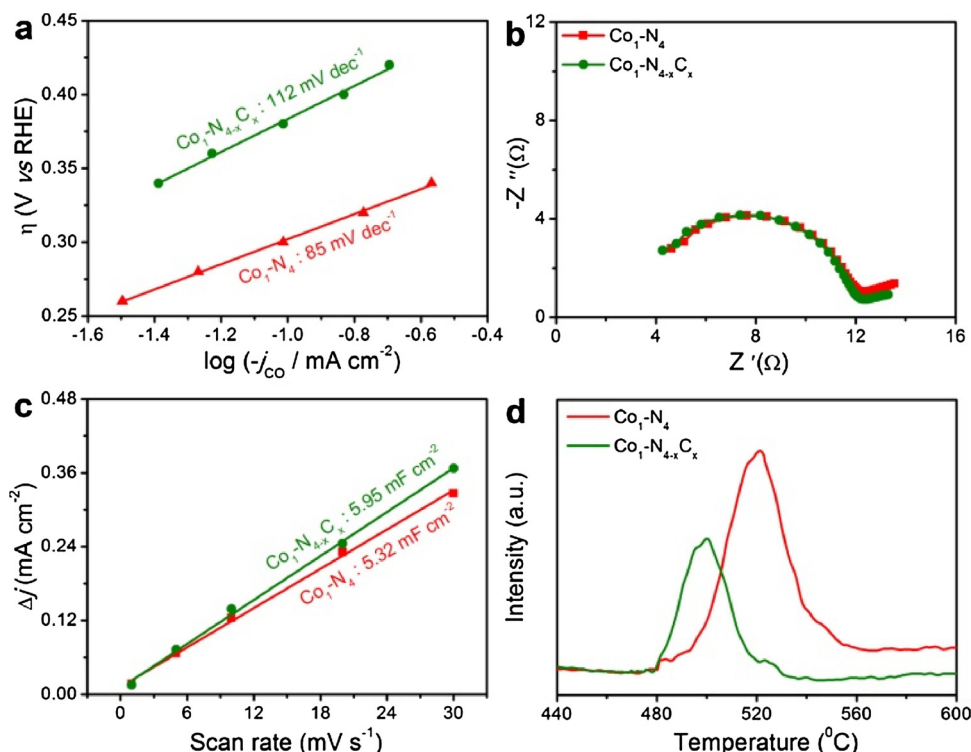 a
0.45
0.40
0.35
0.30
0.25
η (V vs RHE)
Co₁-N₄₋ₓCₓ : 112 mV dec⁻¹
Co₁-N₄ : 85 mV dec⁻¹
-1.6 -1.4 -1.2 -1.0 -0.8 -0.6 -0.4
log (-j_co / mA cm⁻²)
b
-12
-8
-4
0
-Z ''(Ω)
Co₁-N₄
Co₁-N₄₋ₓCₓ
0 4 8 12 16
Z '(Ω)
c
0.48
0.36
0.24
0.12
0.00
Δj (mA cm⁻²)
Co₁-N₄₋ₓCₓ : 5.95 mF cm⁻²
Co₁-N₄ : 5.32 mF cm⁻²
0 10 20 30
Scan rate (mV s⁻¹)
d
Intensity (a.u.)
Co₁-N₄
Co₁-N₄₋ₓCₓ
440 480 520 560 600
Temperature (⁰C)